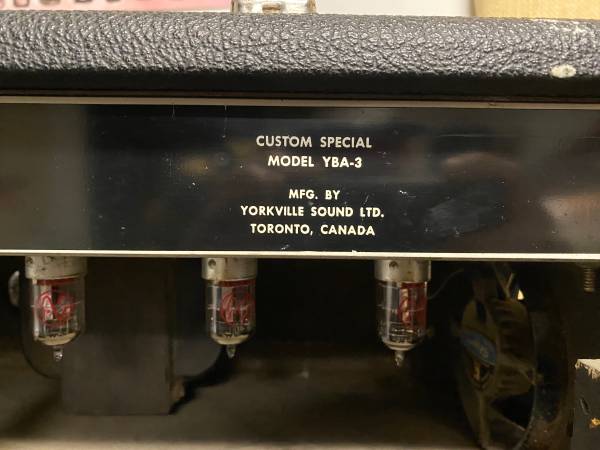 CUSTOM SPECIAL
MODEL YBA-3
MFG. BY
YORKVILLE SOUND LTD.
TORONTO, CANADA